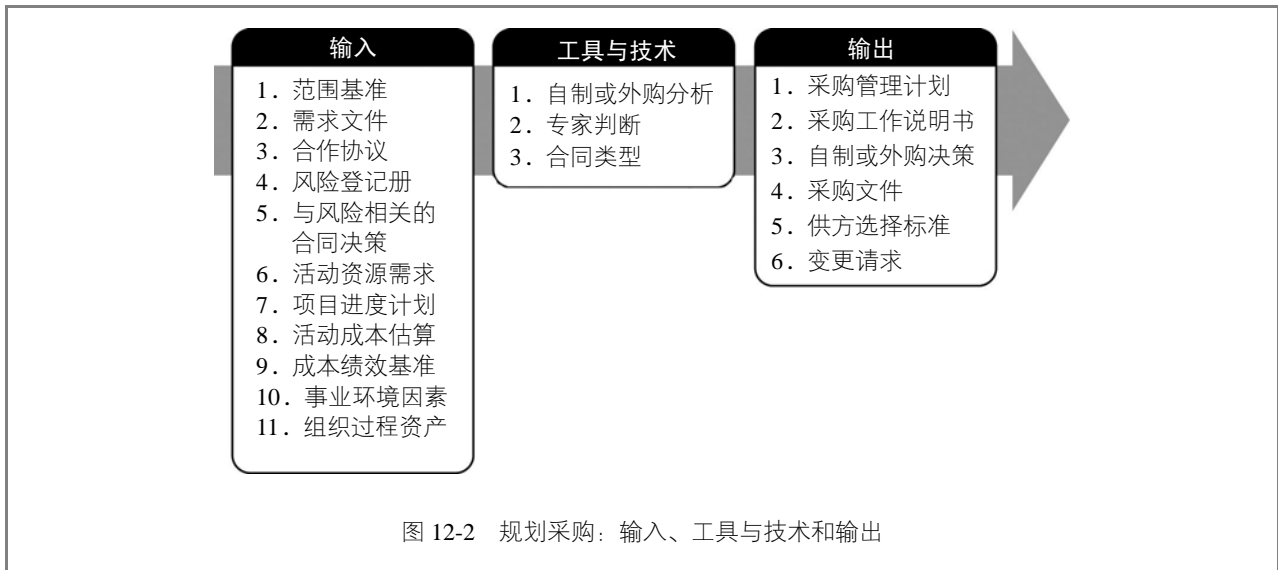 输入
1. 范围基准
2. 需求文件
3. 合作协议
4. 风险登记册
5. 与风险相关的
合同决策
6. 活动资源需求
7. 项目进度计划
8. 活动成本估算
9. 成本绩效基准
10. 事业环境因素
11. 组织过程资产
工具与技术
1. 自制或外购分析
2. 专家判断
3. 合同类型
输出
1. 采购管理计划
2. 采购工作说明书
3. 自制或外购决策
4. 采购文件
5. 供方选择标准
6. 变更请求
图 12-2 规划采购：输入、工具与技术和输出